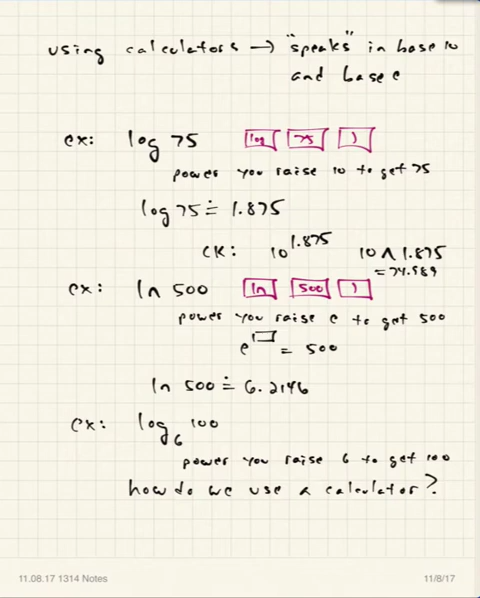 using calculators → "speaks" in base 10
and base e
ex: log 75 [log] [75] [)]
power you raise 10 to get 75
log 75 ≐ 1.875
CK: 10^1.875 10 ∧ 1.875
= 74.989
ex: ln 500 [ln] [500] [)]
power you raise e to get 500
e^□ = 500
ln 500 ≐ 6.2146
ex: log₆ 100
power you raise 6 to get 100
how do we use a calculator?
11.08.17 1314 Notes 11/8/17